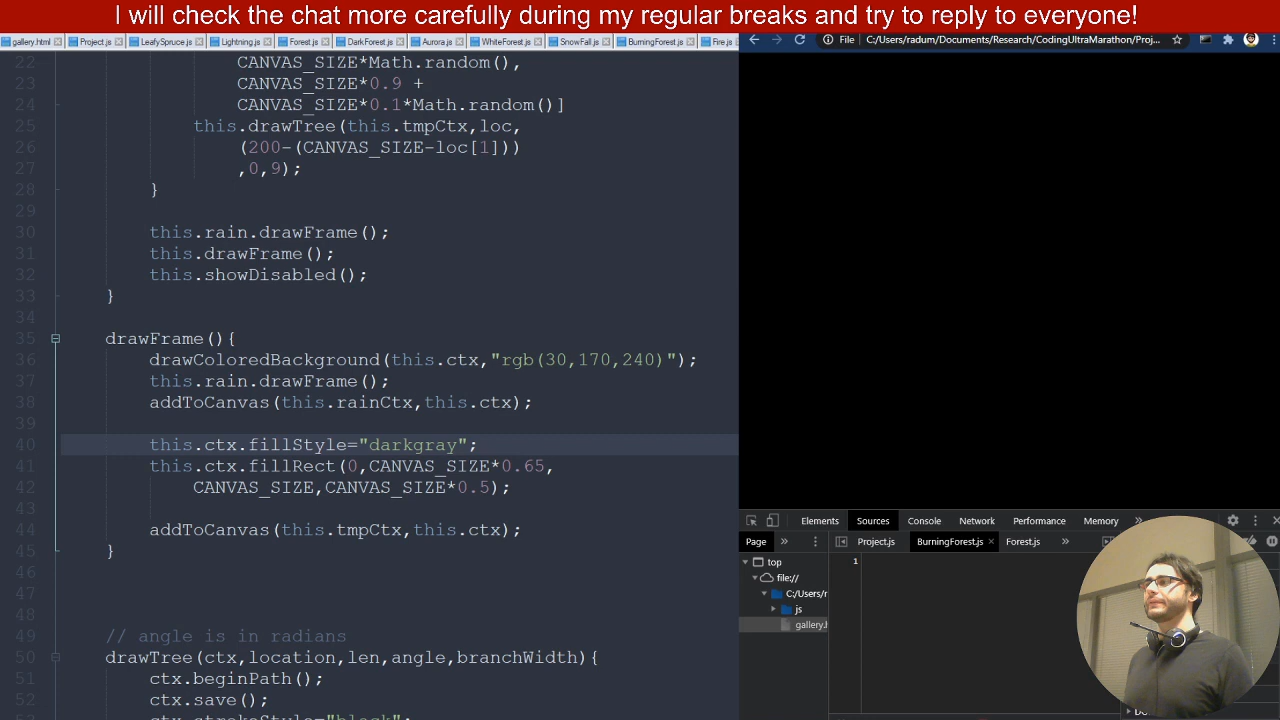 I will check the chat more carefully during my regular breaks and try to reply to everyone!
gallery.html Project.js LeafySpruce.js Lightning.js Forest.js DarkForest.js Aurora.js WhiteForest.js SnowFall.js BurningForest.js Fire.js
File C:/Users/radum/Documents/Research/CodingUltraMarathon/Proj...
22 CANVAS_SIZE*Math.random(),
23 CANVAS_SIZE*0.9 +
24 CANVAS_SIZE*0.1*Math.random()]
25 this.drawTree(this.tmpCtx,loc,
26 (200-(CANVAS_SIZE-loc[1]))
27 ,0,9);
28 }
29
30 this.rain.drawFrame();
31 this.drawFrame();
32 this.showDisabled();
33 }
34
35 drawFrame(){
36 drawColoredBackground(this.ctx,"rgb(30,170,240)");
37 this.rain.drawFrame();
38 addToCanvas(this.rainCtx,this.ctx);
39
40 this.ctx.fillStyle="darkgray";
41 this.ctx.fillRect(0,CANVAS_SIZE*0.65,
42 CANVAS_SIZE,CANVAS_SIZE*0.5);
43
44 addToCanvas(this.tmpCtx,this.ctx);
45 }
46
47
48
49 // angle is in radians
50 drawTree(ctx,location,len,angle,branchWidth){
51 ctx.beginPath();
52 ctx.save();
ctx.strokeStyle="black";
Elements Sources Console Network Performance Memory »
Page » Project.js BurningForest.js × Forest.js »
top 1
file://
C:/Users/r
js
gallery.h